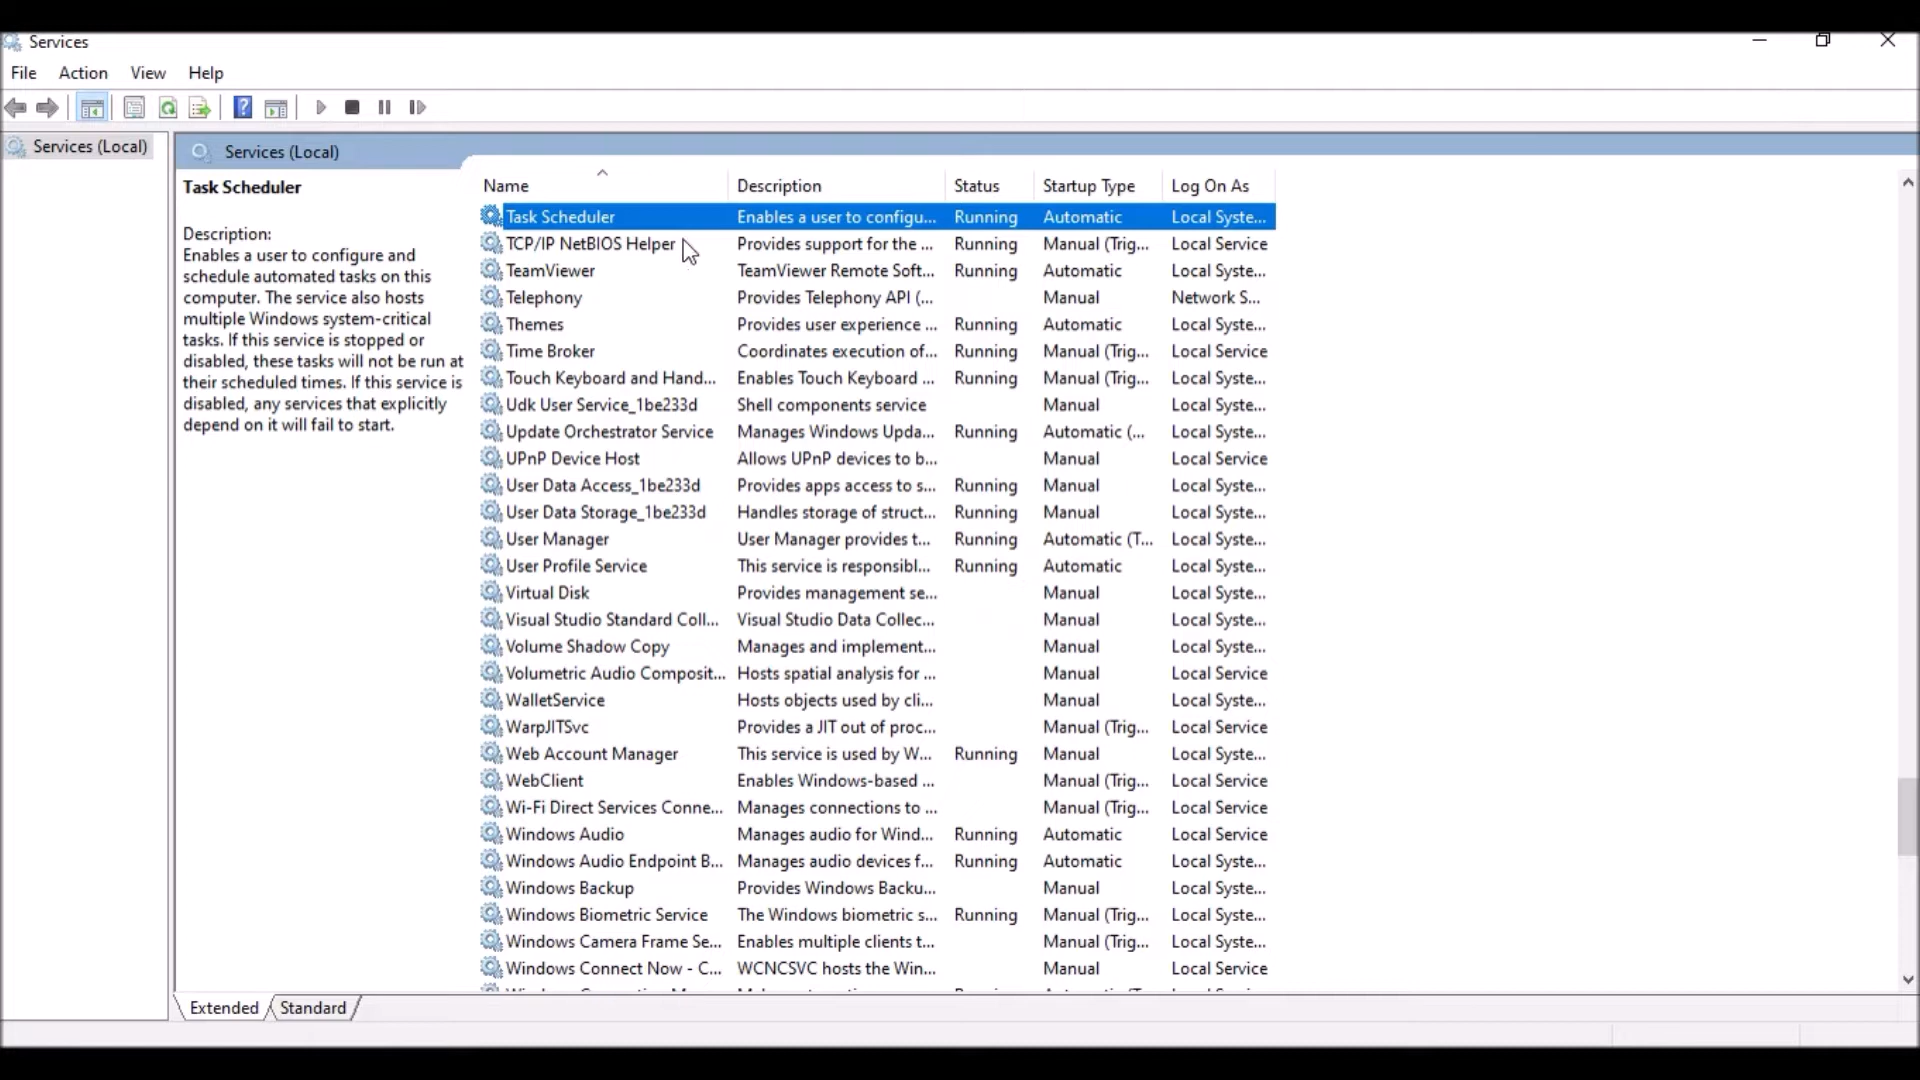 Services
File Action View Help
Services (Local)
Services (Local)
Task Scheduler
Description:
Enables a user to configure and
schedule automated tasks on this
computer. The service also hosts
multiple Windows system-critical
tasks. If this service is stopped or
disabled, these tasks will not be run at
their scheduled times. If this service is
disabled, any services that explicitly
depend on it will fail to start.
Name Description Status Startup Type Log On As
Task Scheduler Enables a user to configu... Running Automatic Local Syste...
TCP/IP NetBIOS Helper Provides support for the ... Running Manual (Trig... Local Service
TeamViewer TeamViewer Remote Soft... Running Automatic Local Syste...
Telephony Provides Telephony API (... Manual Network S...
Themes Provides user experience ... Running Automatic Local Syste...
Time Broker Coordinates execution of... Running Manual (Trig... Local Service
Touch Keyboard and Hand... Enables Touch Keyboard ... Running Manual (Trig... Local Syste...
Udk User Service_1be233d Shell components service Manual Local Syste...
Update Orchestrator Service Manages Windows Upda... Running Automatic (... Local Syste...
UPnP Device Host Allows UPnP devices to b... Manual Local Service
User Data Access_1be233d Provides apps access to s... Running Manual Local Syste...
User Data Storage_1be233d Handles storage of struct... Running Manual Local Syste...
User Manager User Manager provides t... Running Automatic (T... Local Syste...
User Profile Service This service is responsibl... Running Automatic Local Syste...
Virtual Disk Provides management se... Manual Local Syste...
Visual Studio Standard Coll... Visual Studio Data Collec... Manual Local Syste...
Volume Shadow Copy Manages and implement... Manual Local Syste...
Volumetric Audio Composit... Hosts spatial analysis for ... Manual Local Service
WalletService Hosts objects used by cli... Manual Local Syste...
WarpJITSvc Provides a JIT out of proc... Manual (Trig... Local Service
Web Account Manager This service is used by W... Running Manual Local Syste...
WebClient Enables Windows-based ... Manual (Trig... Local Service
Wi-Fi Direct Services Conne... Manages connections to ... Manual (Trig... Local Service
Windows Audio Manages audio for Wind... Running Automatic Local Service
Windows Audio Endpoint B... Manages audio devices f... Running Automatic Local Syste...
Windows Backup Provides Windows Backu... Manual Local Syste...
Windows Biometric Service The Windows biometric s... Running Manual (Trig... Local Syste...
Windows Camera Frame Se... Enables multiple clients t... Manual (Trig... Local Syste...
Windows Connect Now - C... WCNCSVC hosts the Win... Manual Local Service
Extended Standard